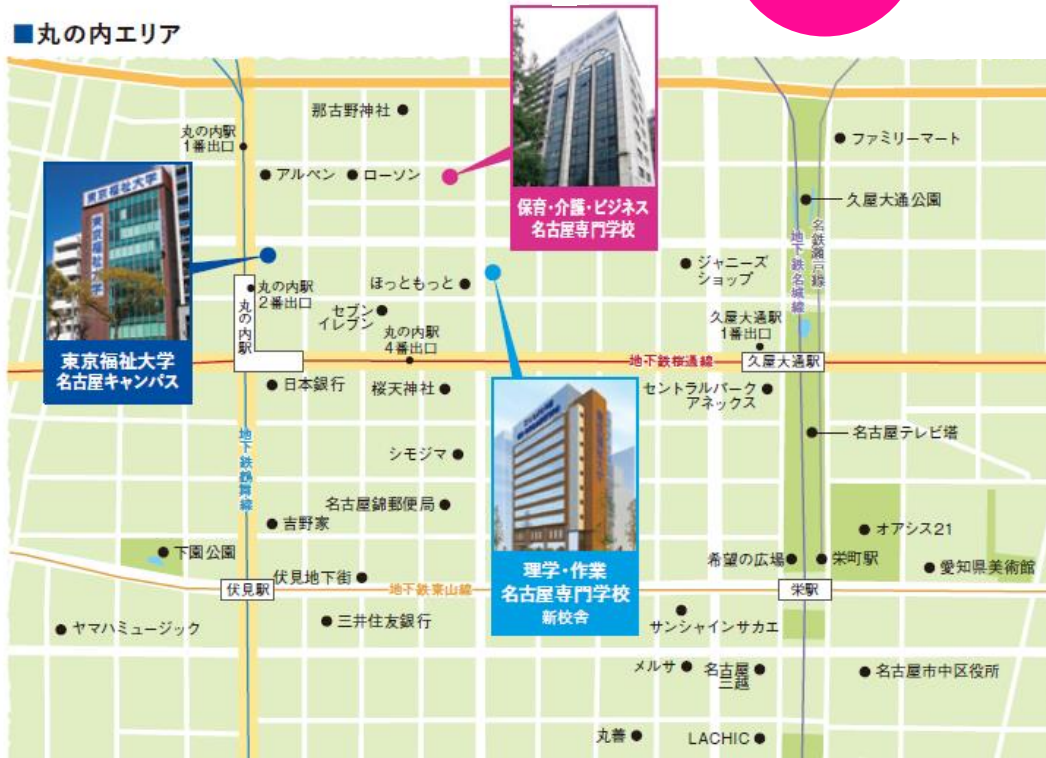 ■丸の内エリア
那古野神社
丸の内駅
1番出口
アルペン
ローソン
ファミリーマート
久屋大通公園
名鉄瀬戸線
地下鉄名城線
東京福祉大学
東京福祉大学
東京福祉大学
名古屋キャンパス
保育・介護・ビジネス
名古屋専門学校
ジャニーズ
ショップ
ほっともっと
丸の内駅
2番出口
セブン
イレブン
丸の内駅
丸の内駅
4番出口
久屋大通駅
1番出口
地下鉄桜通線
久屋大通駅
日本銀行
桜天神社
セントラルパーク
アネックス
名古屋テレビ塔
地下鉄鶴舞線
シモジマ
名古屋錦郵便局
吉野家
オアシス21
下園公園
希望の広場
栄町駅
愛知県美術館
伏見地下街
伏見駅
地下鉄東山線
栄駅
理学・作業
名古屋専門学校
新校舎
ヤマハミュージック
三井住友銀行
サンシャインサカエ
メルサ
名古屋
三越
名古屋市中区役所
丸善
LACHIC